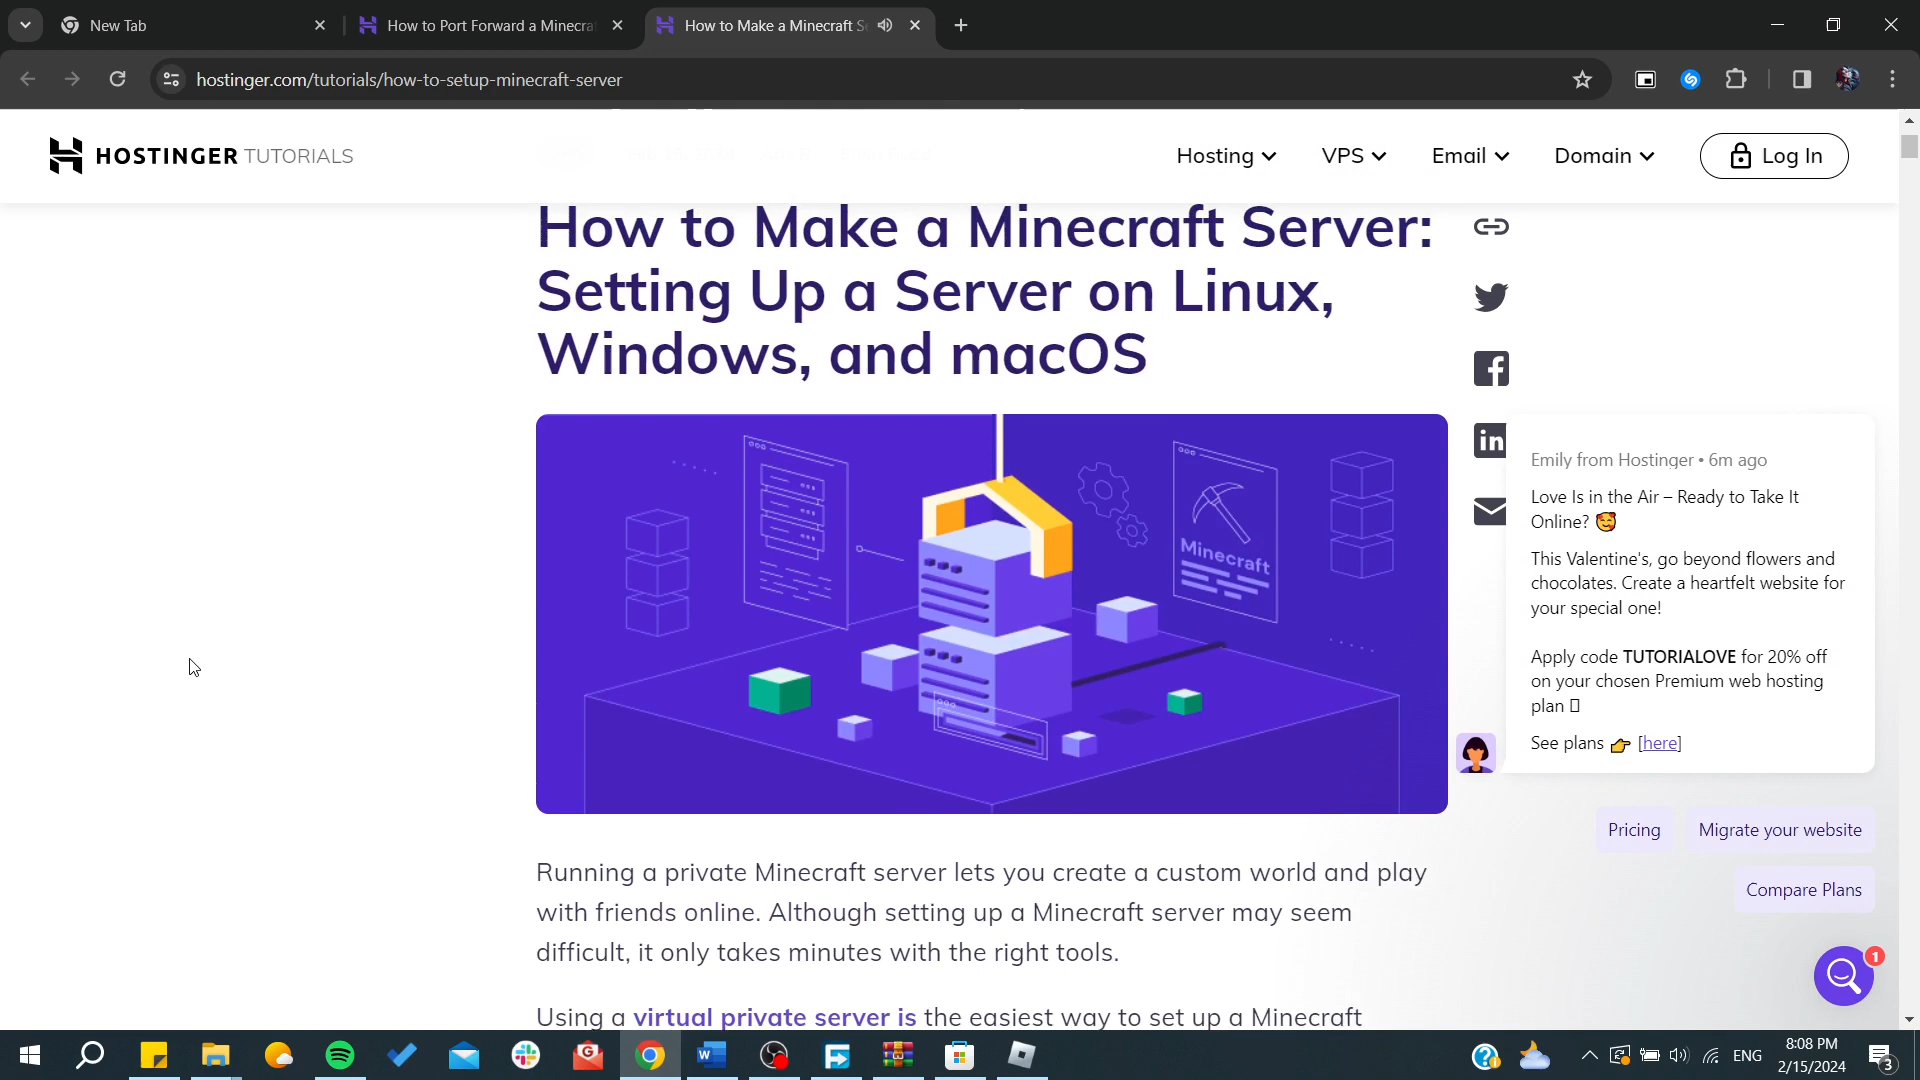 New Tab
How to Port Forward a Minecra
How to Make a Minecraft Se
hostinger.com/tutorials/how-to-setup-minecraft-server
HOSTINGER TUTORIALS
Hosting
VPS
Email
Domain
Log In
How to Make a Minecraft Server:
Setting Up a Server on Linux,
Windows, and macOS
Minecraft
Emily from Hostinger • 6m ago
Love Is in the Air – Ready to Take It
Online? 🥰
This Valentine's, go beyond flowers and
chocolates. Create a heartfelt website for
your special one!
Apply code TUTORIALOVE for 20% off
on your chosen Premium web hosting
plan
See plans 👉 [here]
Pricing
Migrate your website
Compare Plans
1
Running a private Minecraft server lets you create a custom world and play
with friends online. Although setting up a Minecraft server may seem
difficult, it only takes minutes with the right tools.
Using a virtual private server is the easiest way to set up a Minecraft
ENG
8:08 PM
2/15/2024
3